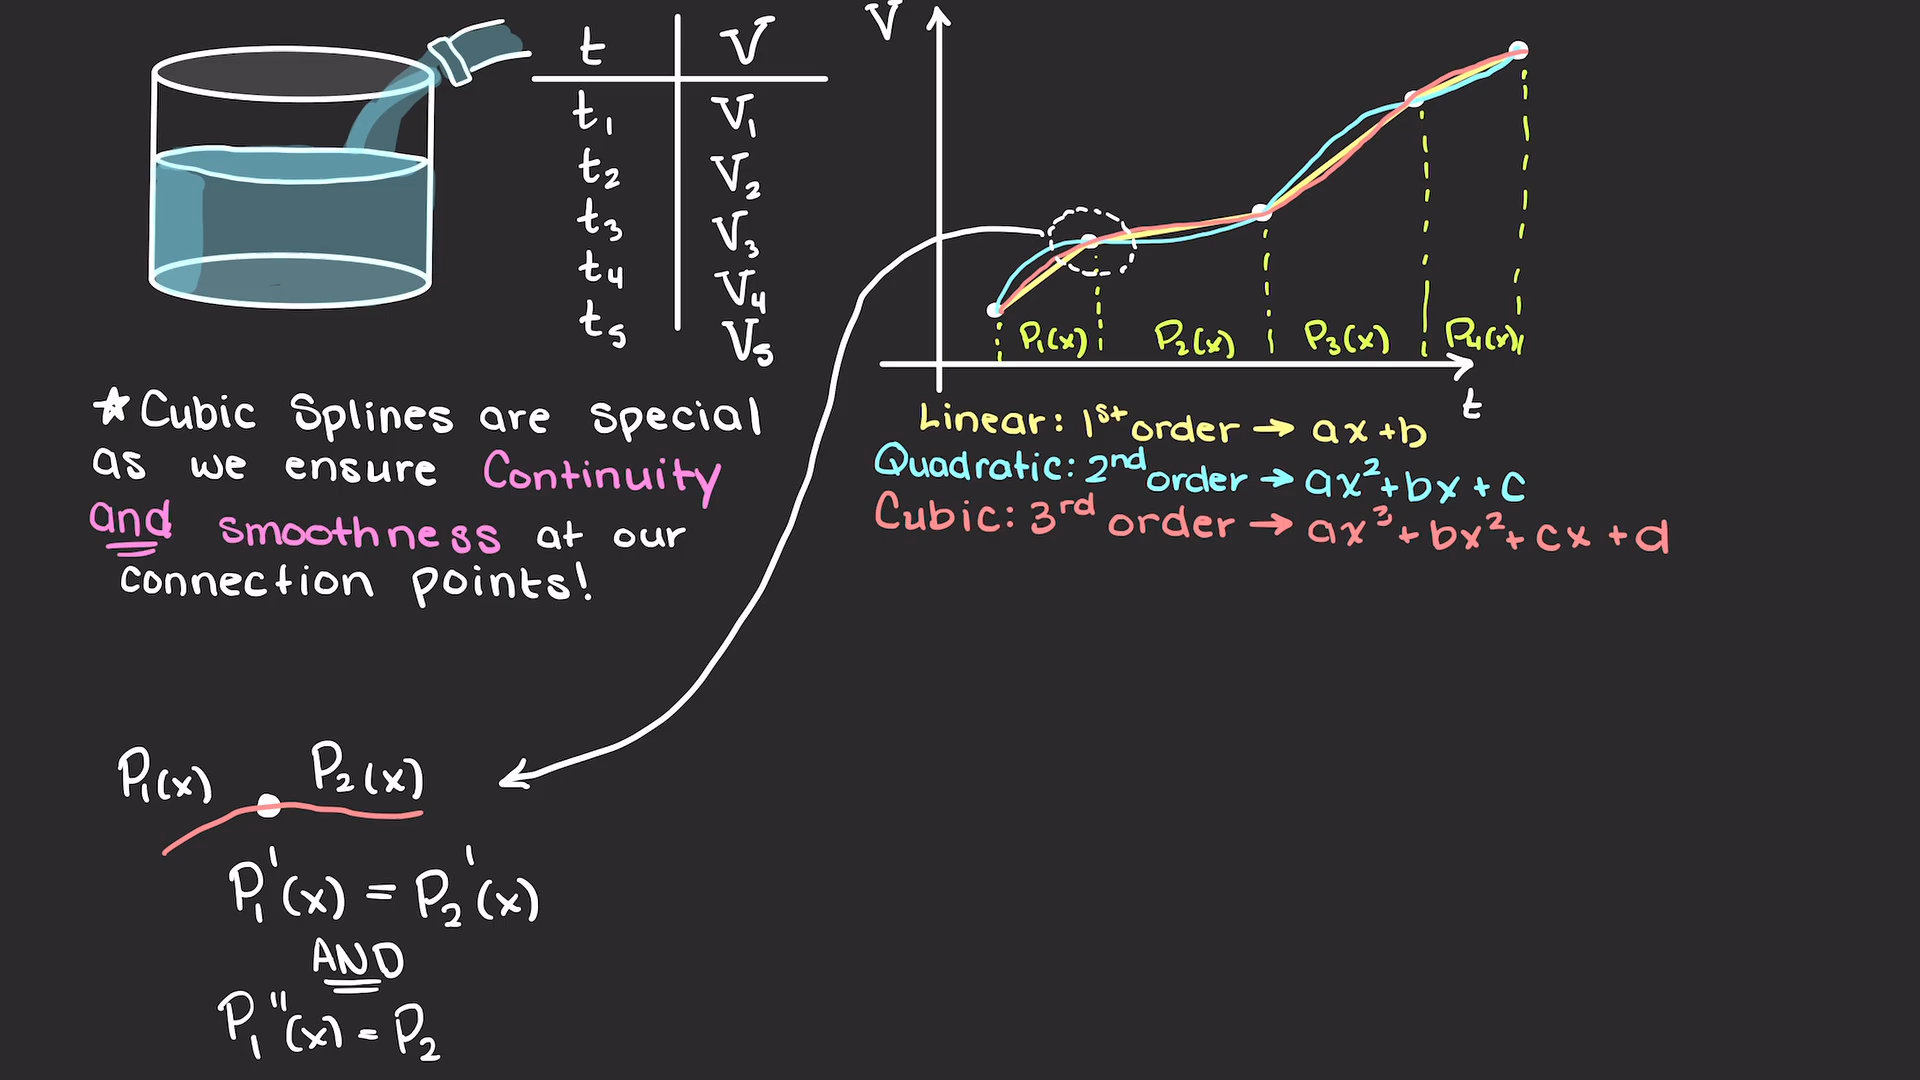 t V
t₁ V₁
t₂ V₂
t₃ V₃
t₄ V₄
t₅ V₅
V
P₁(x) P₂(x) P₃(x) P₄(x)
t
Linear: 1st order → ax+b
Quadratic: 2nd order → ax²+bx+c
Cubic: 3rd order → ax³+bx²+cx+d
★Cubic Splines are special
as we ensure Continuity
and smoothness at our
connection points!
P₁(x) P₂(x)
P₁'(x) = P₂'(x)
AND
P₁"(x) = P₂